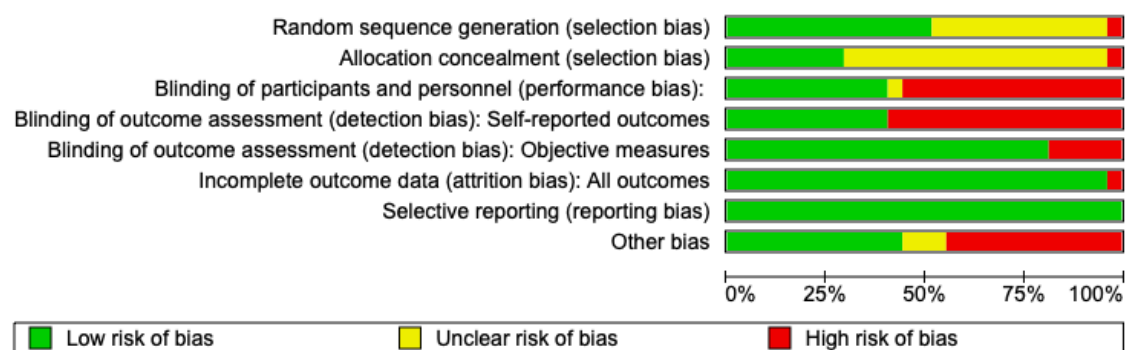 Random sequence generation (selection bias)
Allocation concealment (selection bias)
Blinding of participants and personnel (performance bias):
Blinding of outcome assessment (detection bias): Self-reported outcomes
Blinding of outcome assessment (detection bias): Objective measures
Incomplete outcome data (attrition bias): All outcomes
Selective reporting (reporting bias)
Other bias
0% 25% 50% 75% 100%
Low risk of bias Unclear risk of bias High risk of bias